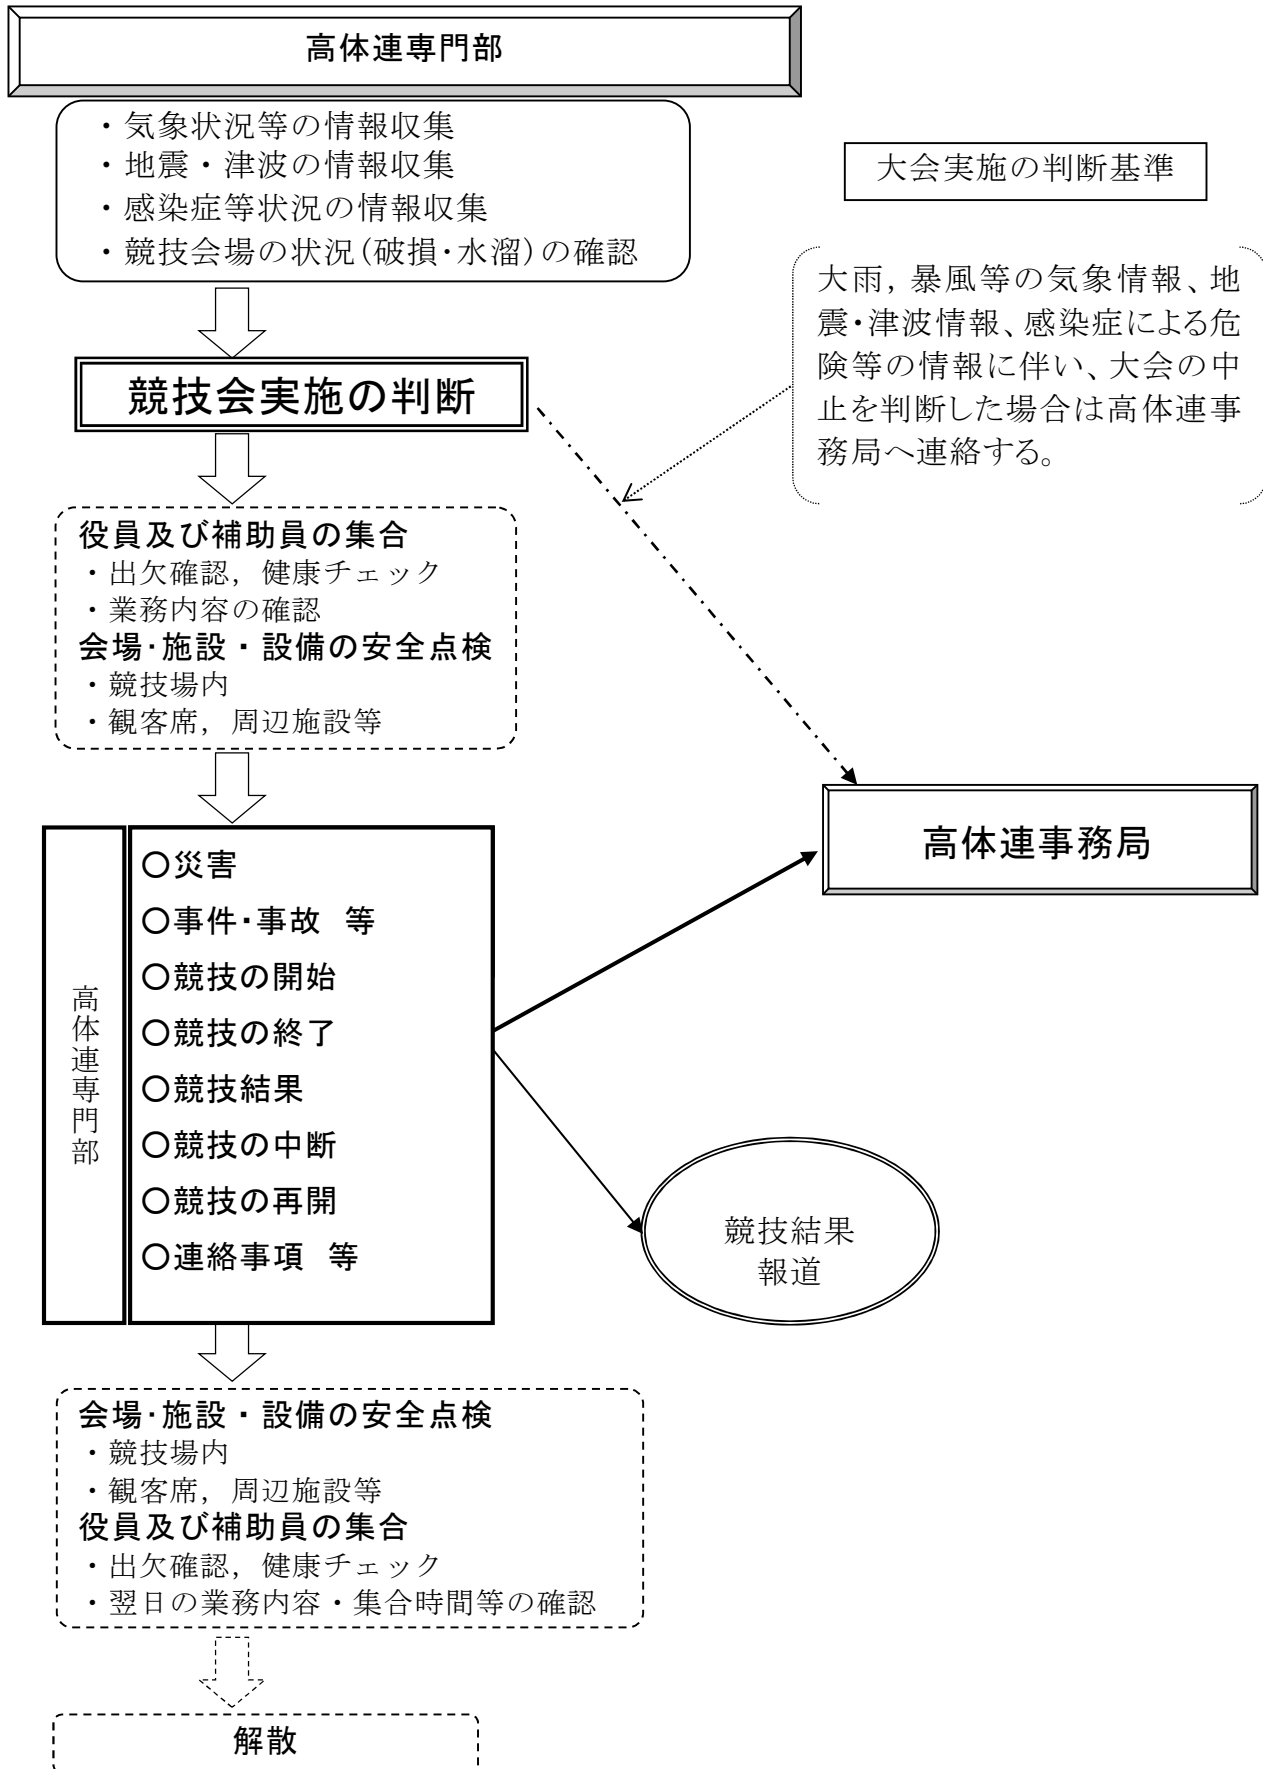 高体連専門部
・気象状況等の情報収集
・地震・津波の情報収集
・感染症等状況の情報収集
・競技会場の状況（破損・水溜）の確認
大会実施の判断基準
大雨，暴風等の気象情報、地
震・津波情報、感染症による危
険等の情報に伴い、大会の中
止を判断した場合は高体連事
務局へ連絡する。
競技会実施の判断
役員及び補助員の集合
・出欠確認，健康チェック
・業務内容の確認
会場・施設・設備の安全点検
・競技場内
・観客席，周辺施設等
高体連事務局
高体連専門部
〇災害
〇事件・事故　等
〇競技の開始
〇競技の終了
〇競技結果
〇競技の中断
〇競技の再開
〇連絡事項　等
競技結果
報道
会場・施設・設備の安全点検
・競技場内
・観客席，周辺施設等
役員及び補助員の集合
・出欠確認，健康チェック
・翌日の業務内容・集合時間等の確認
解散